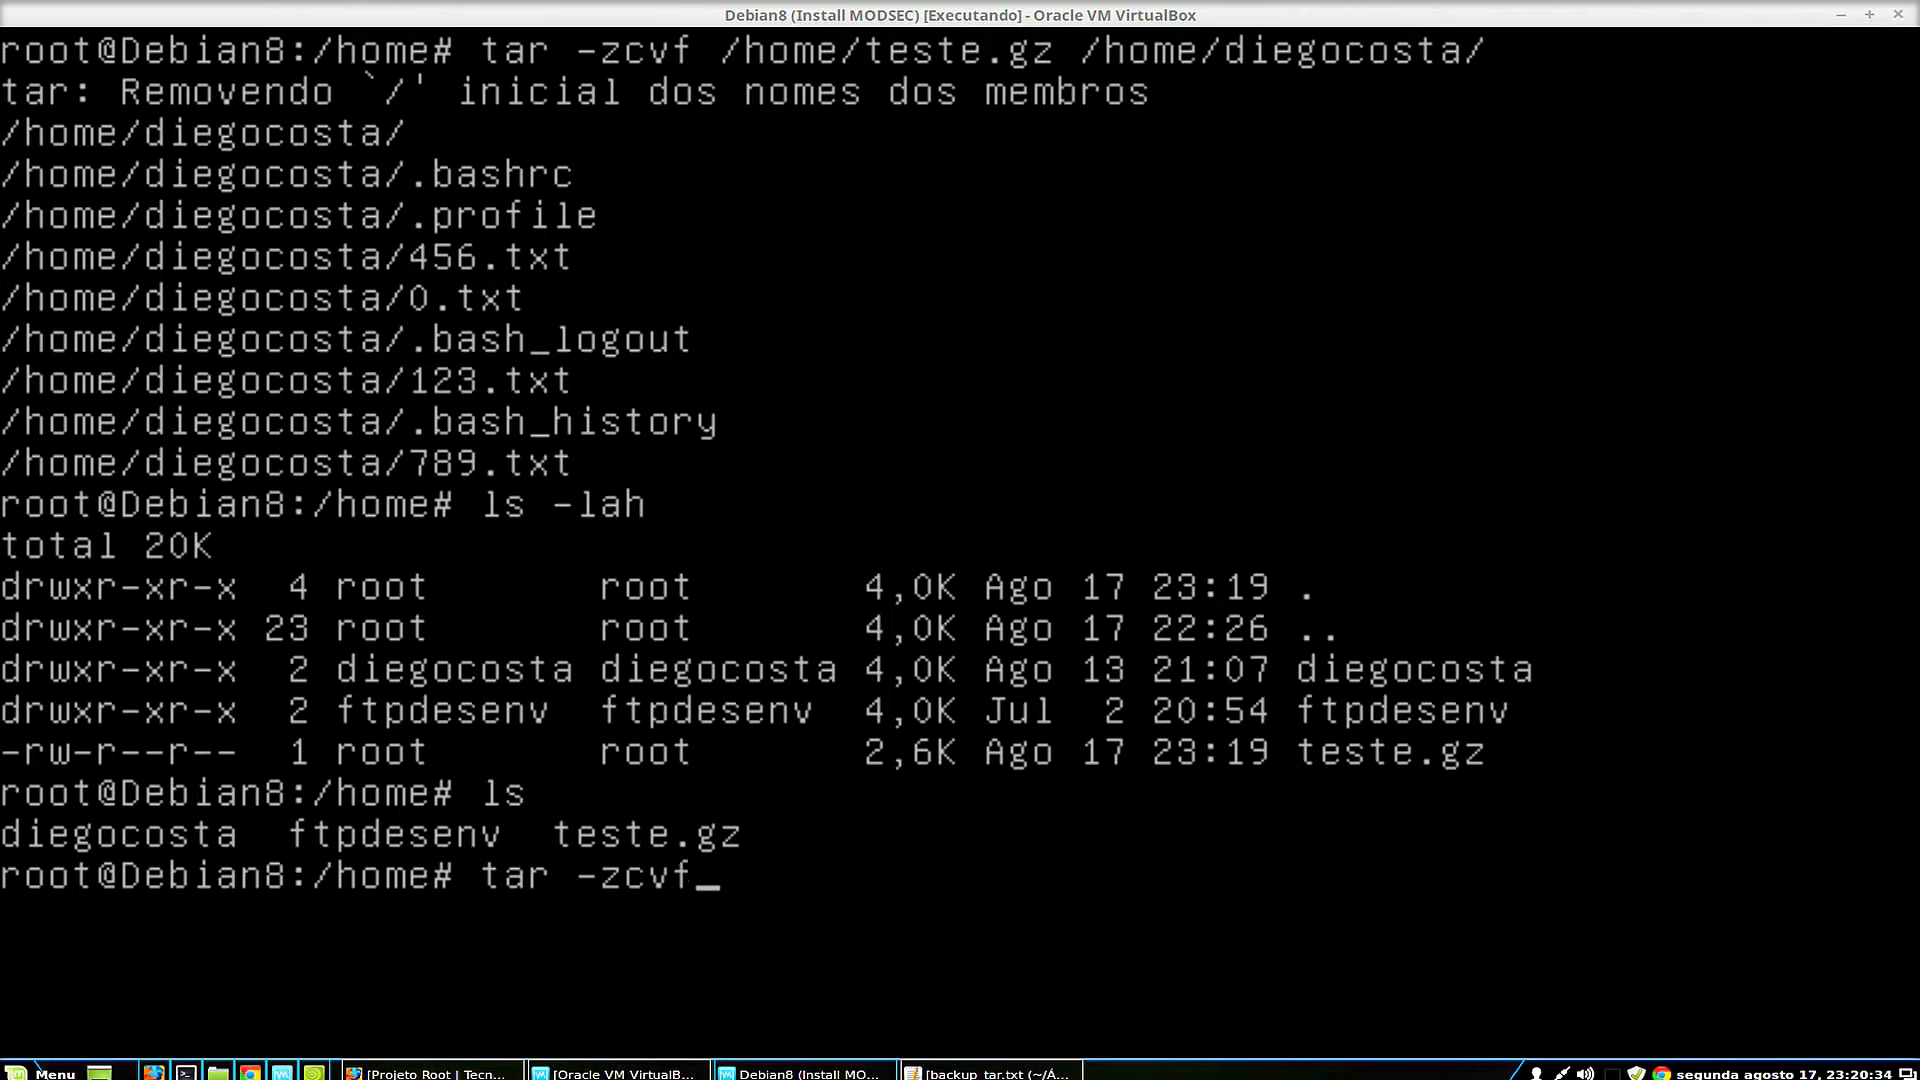 Debian8 (Install MODSEC) [Executando] - Oracle VM VirtualBox
root@Debian8:/home# tar -zcvf /home/teste.gz /home/diegocosta/
tar: Removendo `/' inicial dos nomes dos membros
/home/diegocosta/
/home/diegocosta/.bashrc
/home/diegocosta/.profile
/home/diegocosta/456.txt
/home/diegocosta/0.txt
/home/diegocosta/.bash_logout
/home/diegocosta/123.txt
/home/diegocosta/.bash_history
/home/diegocosta/789.txt
root@Debian8:/home# ls -lah
total 20K
drwxr-xr-x  4 root       root       4,0K Ago 17 23:19 .
drwxr-xr-x 23 root       root       4,0K Ago 17 22:26 ..
drwxr-xr-x  2 diegocosta diegocosta 4,0K Ago 13 21:07 diegocosta
drwxr-xr-x  2 ftpdesenv  ftpdesenv  4,0K Jul  2 20:54 ftpdesenv
-rw-r--r--  1 root       root       2,6K Ago 17 23:19 teste.gz
root@Debian8:/home# ls
diegocosta  ftpdesenv  teste.gz
root@Debian8:/home# tar -zcvf_
Menu [Projeto Root | Tecn... [Oracle VM VirtualB... Debian8 (Install MO... [backup_tar.txt (~/Á... segunda agosto 17, 23:20:34